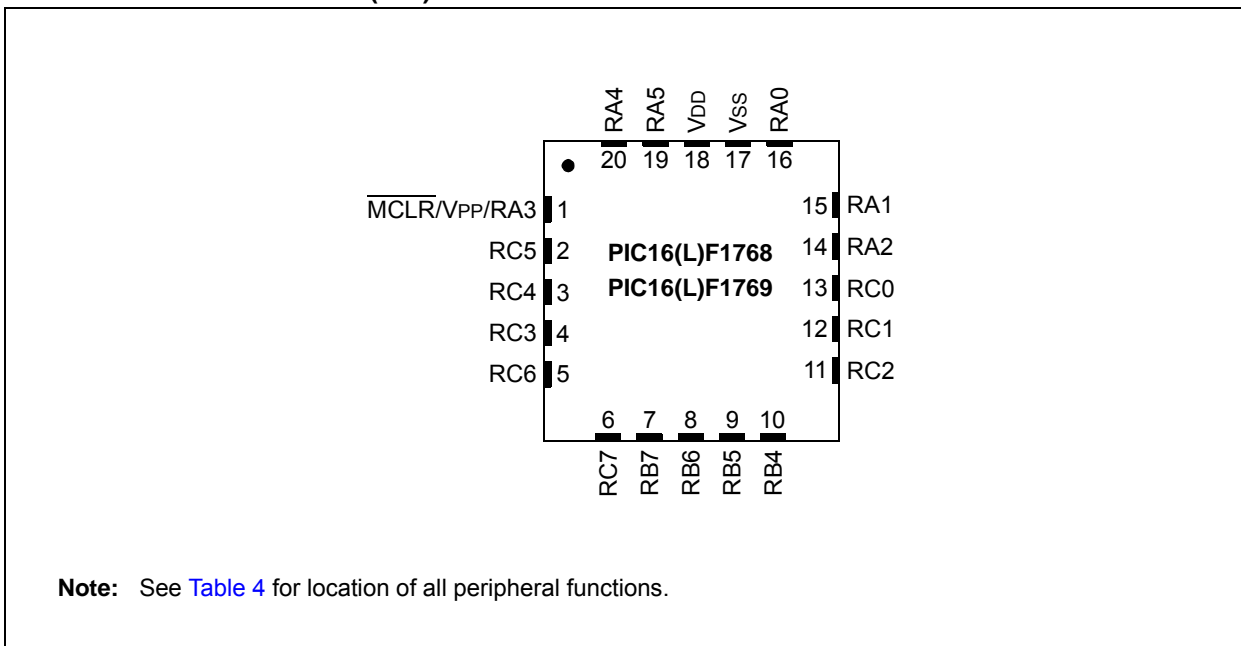 RA4 RA5 VDD VSS RA0
20 19 18 17 16
MCLR/VPP/RA3 1 15 RA1
RC5 2 PIC16(L)F1768 14 RA2
RC4 3 PIC16(L)F1769 13 RC0
RC3 4 12 RC1
RC6 5 11 RC2
6 7 8 9 10
RC7 RB7 RB6 RB5 RB4
Note: See Table 4 for location of all peripheral functions.